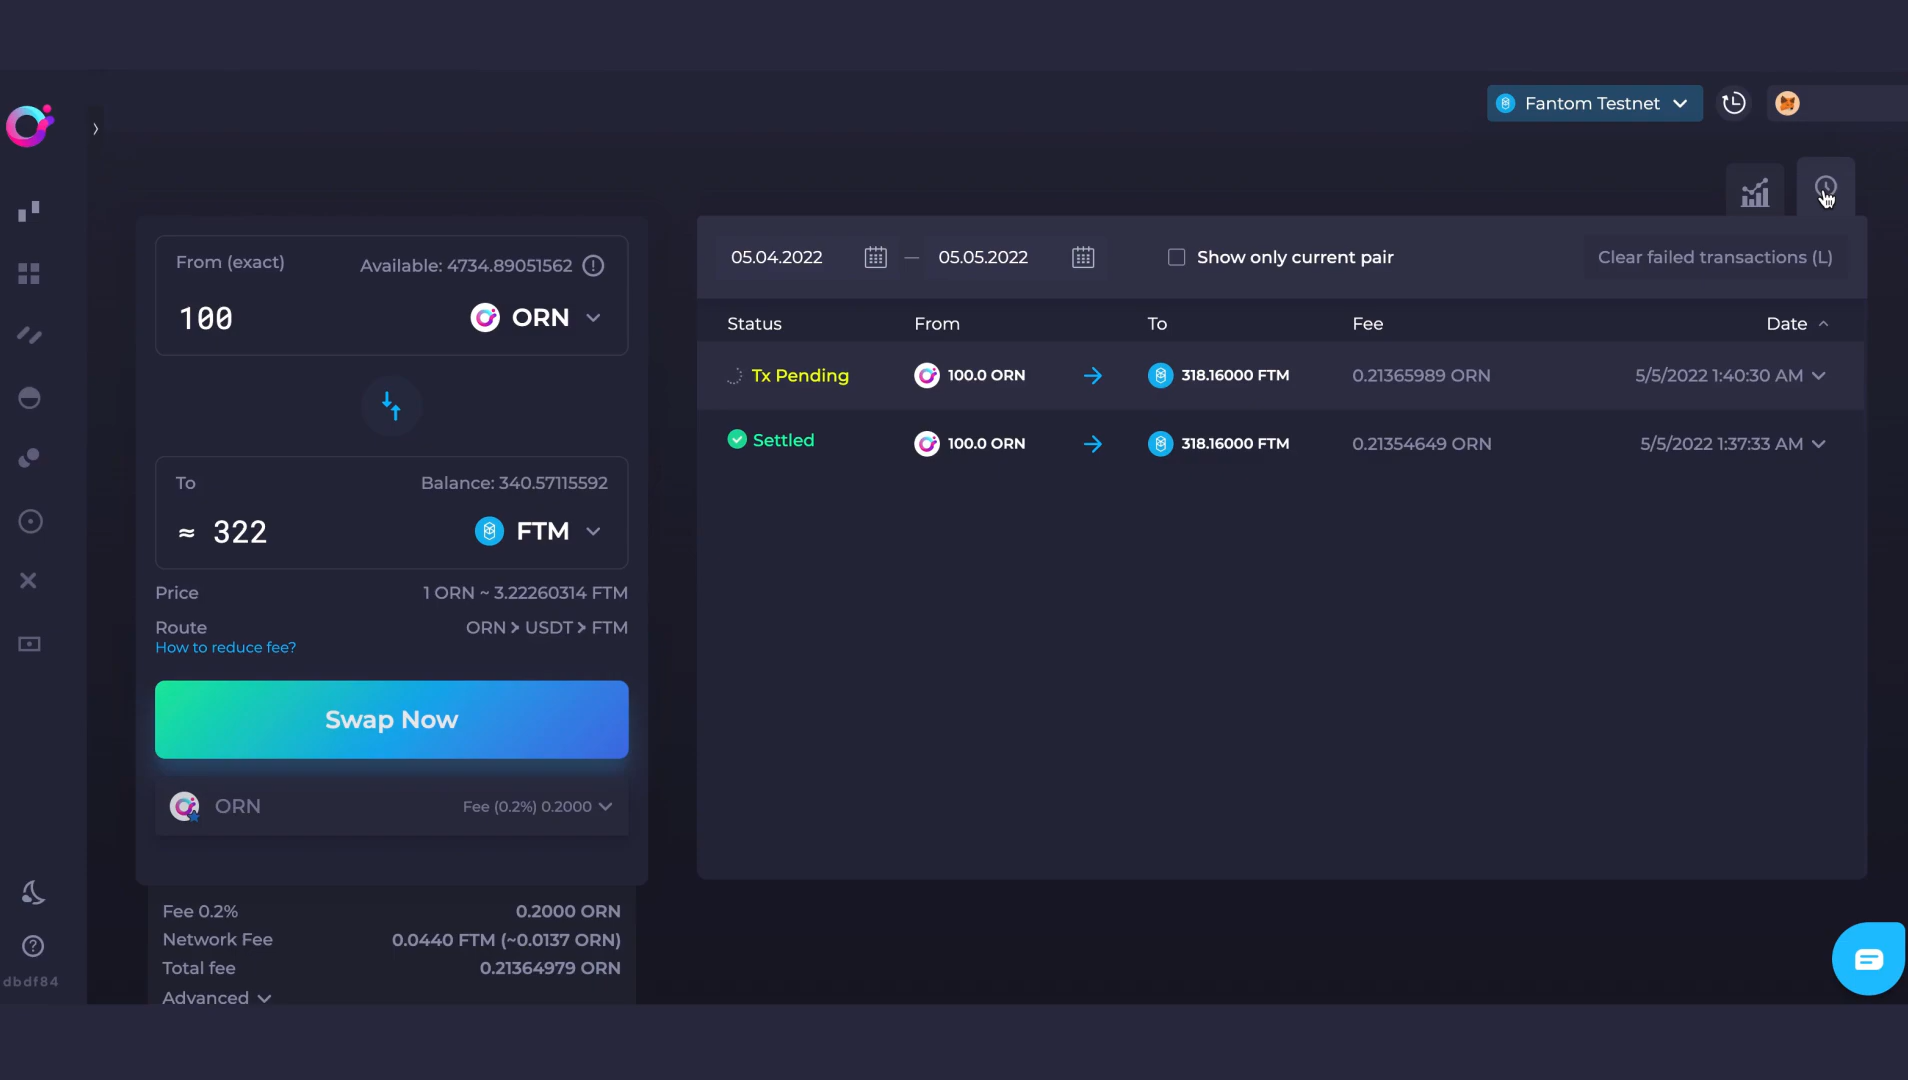 Fantom Testnet
From (exact) Available: 4734.89051562
100 ORN
To Balance: 340.57115592
≈ 322 FTM
Price 1 ORN ~ 3.22260314 FTM
Route ORN > USDT > FTM
How to reduce fee?
Swap Now
ORN Fee (0.2%) 0.2000
Fee 0.2% 0.2000 ORN
Network Fee 0.0440 FTM (~0.0137 ORN)
Total fee 0.21364979 ORN
Advanced
05.04.2022 — 05.05.2022 Show only current pair Clear failed transactions (L)
Status From To Fee Date
Tx Pending 100.0 ORN → 318.16000 FTM 0.21365989 ORN 5/5/2022 1:40:30 AM
Settled 100.0 ORN → 318.16000 FTM 0.21354649 ORN 5/5/2022 1:37:33 AM
dbdf84